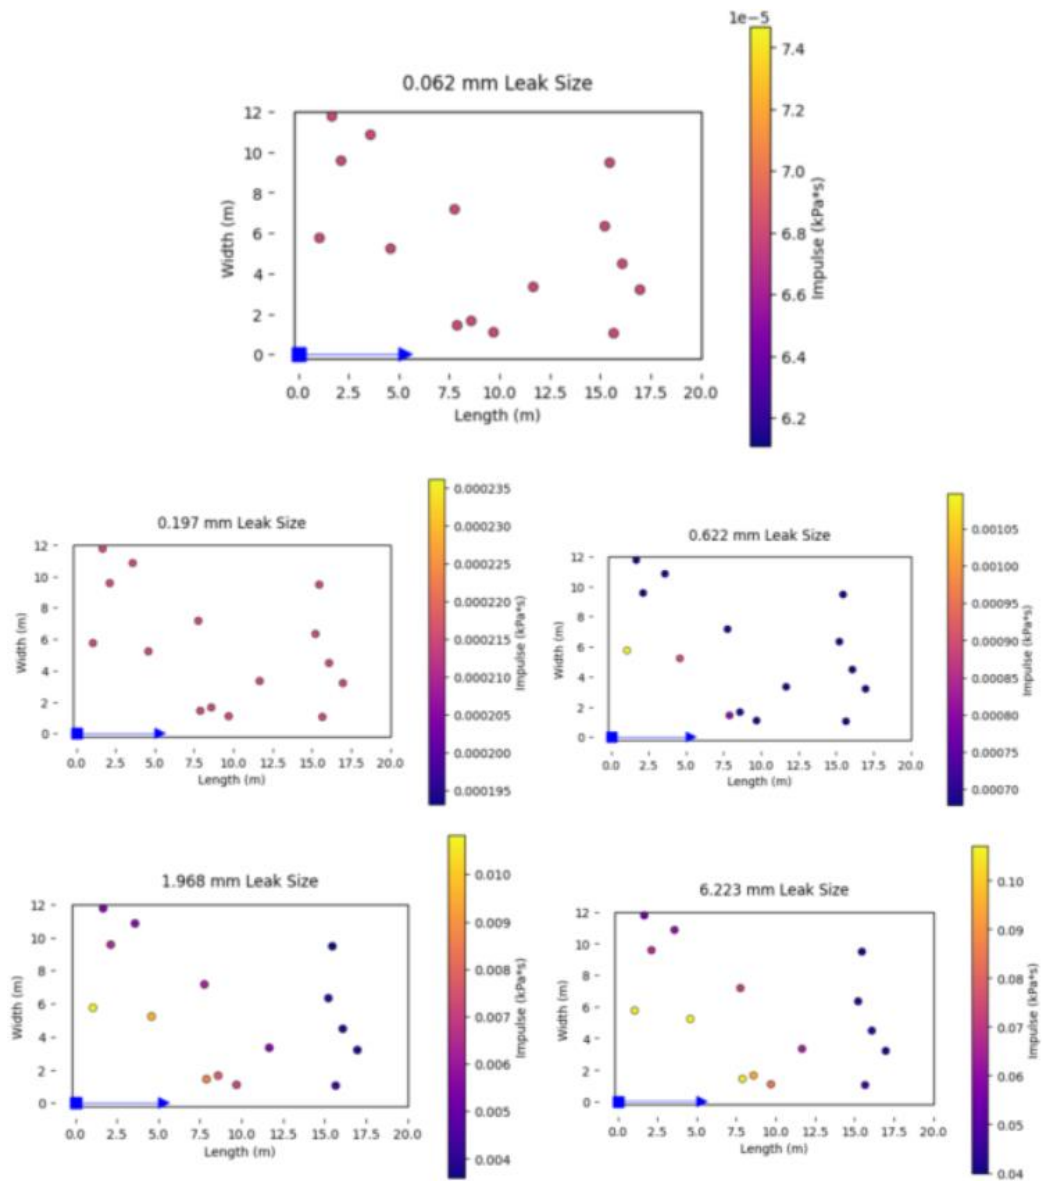 1e−5
0.062 mm Leak Size
12
10
8
6
4
2
0
Width (m)
0.0 2.5 5.0 7.5 10.0 12.5 15.0 17.5 20.0
Length (m)
7.4
7.2
7.0
6.8
6.6
6.4
6.2
Impulse (kPa*s)
0.197 mm Leak Size
12
10
8
6
4
2
0
Width (m)
0.0 2.5 5.0 7.5 10.0 12.5 15.0 17.5 20.0
Length (m)
0.000235
0.000230
0.000225
0.000220
0.000215
0.000210
0.000205
0.000200
0.000195
Impulse (kPa*s)
0.622 mm Leak Size
12
10
8
6
4
2
0
Width (m)
0.0 2.5 5.0 7.5 10.0 12.5 15.0 17.5 20.0
Length (m)
0.00105
0.00100
0.00095
0.00090
0.00085
0.00080
0.00075
0.00070
Impulse (kPa*s)
1.968 mm Leak Size
12
10
8
6
4
2
0
Width (m)
0.0 2.5 5.0 7.5 10.0 12.5 15.0 17.5 20.0
Length (m)
0.010
0.009
0.008
0.007
0.006
0.005
0.004
Impulse (kPa*s)
6.223 mm Leak Size
12
10
8
6
4
2
0
Width (m)
0.0 2.5 5.0 7.5 10.0 12.5 15.0 17.5 20.0
Length (m)
0.10
0.09
0.08
0.07
0.06
0.05
0.04
Impulse (kPa*s)